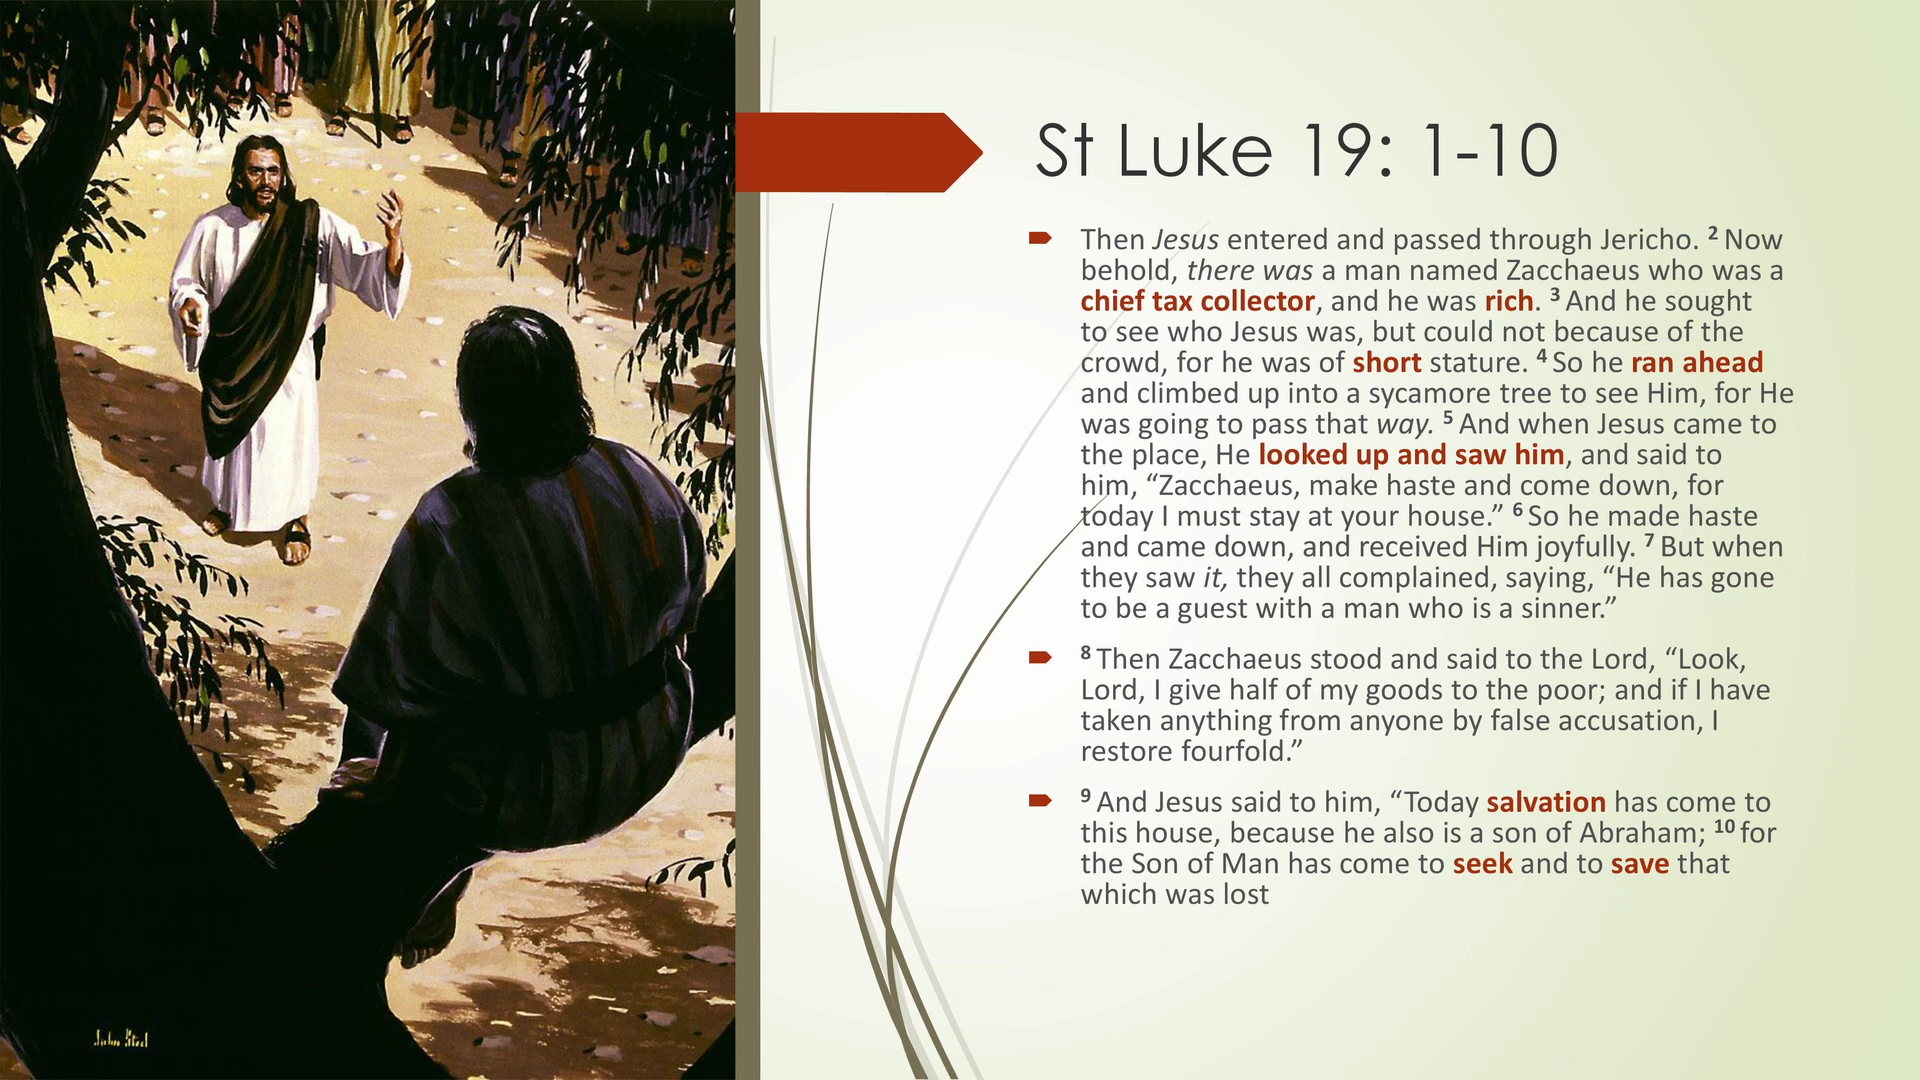 St Luke 19: 1-10
Then Jesus entered and passed through Jericho. 2 Now
behold, there was a man named Zacchaeus who was a
chief tax collector, and he was rich. 3 And he sought
to see who Jesus was, but could not because of the
crowd, for he was of short stature. 4 So he ran ahead
and climbed up into a sycamore tree to see Him, for He
was going to pass that way. 5 And when Jesus came to
the place, He looked up and saw him, and said to
him, “Zacchaeus, make haste and come down, for
today I must stay at your house.” 6 So he made haste
and came down, and received Him joyfully. 7 But when
they saw it, they all complained, saying, “He has gone
to be a guest with a man who is a sinner.”
8 Then Zacchaeus stood and said to the Lord, “Look,
Lord, I give half of my goods to the poor; and if I have
taken anything from anyone by false accusation, I
restore fourfold.”
9 And Jesus said to him, “Today salvation has come to
this house, because he also is a son of Abraham; 10 for
the Son of Man has come to seek and to save that
which was lost
John Steel